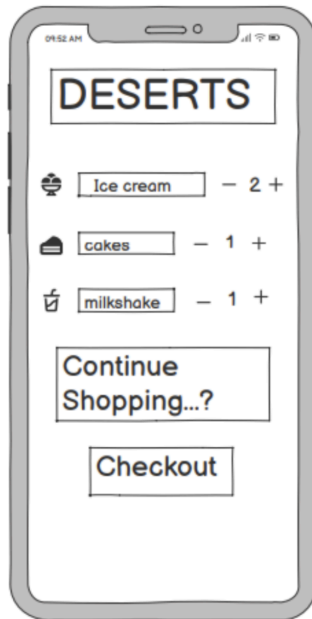 09:52 AM
DESERTS
Ice cream − 2 +
cakes − 1 +
milkshake − 1 +
Continue
Shopping...?
Checkout